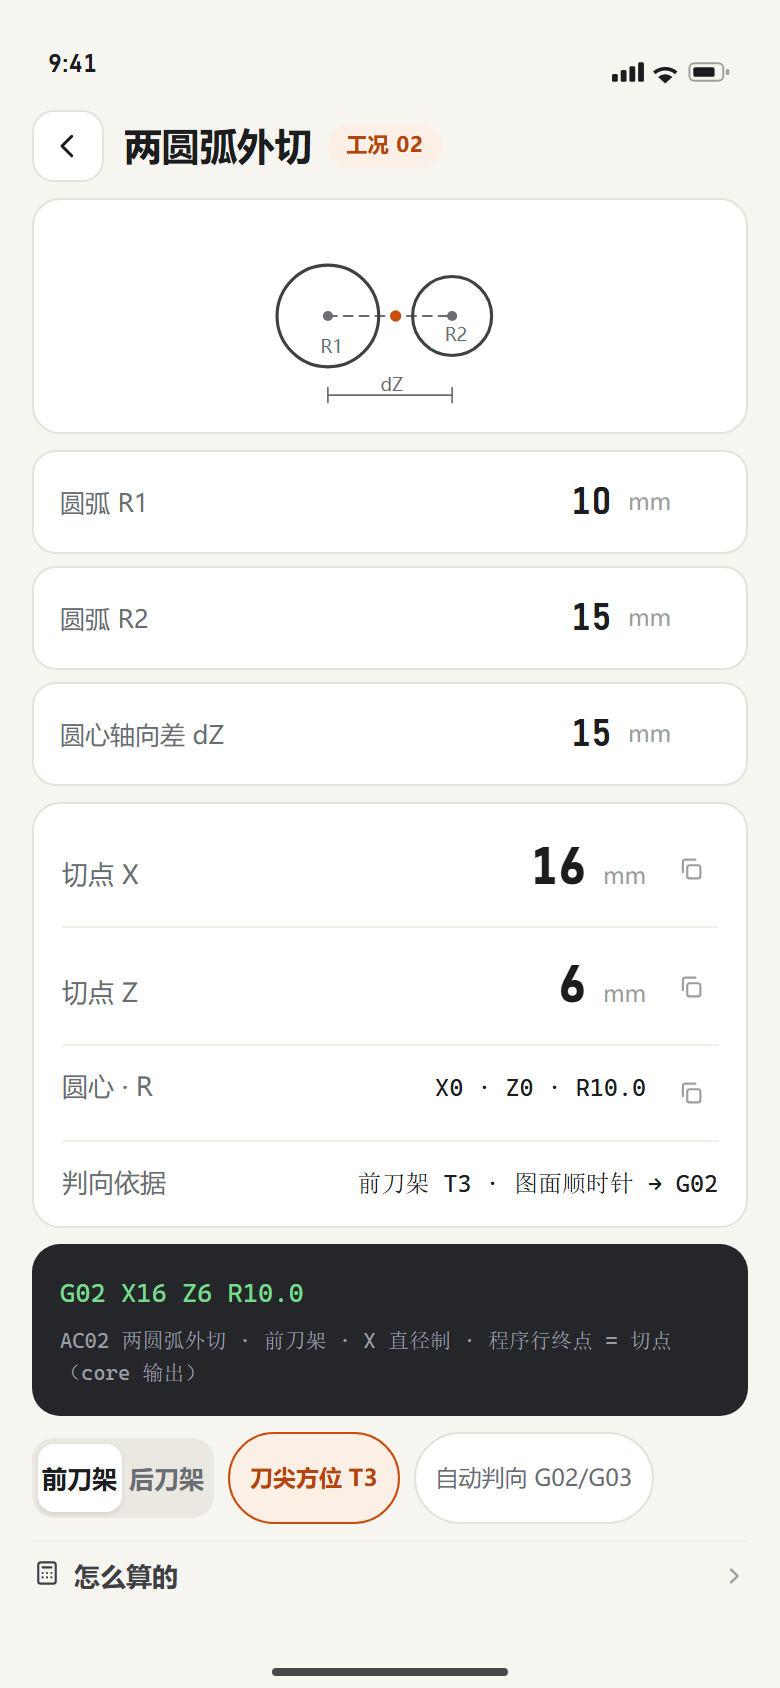 9:41
两圆弧外切 工况 02
R1
R2
dZ
圆弧 R1 10 mm
圆弧 R2 15 mm
圆心轴向差 dZ 15 mm
切点 X 16 mm
切点 Z 6 mm
圆心 · R X0 · Z0 · R10.0
判向依据 前刀架 T3 · 图面顺时针 → G02
G02 X16 Z6 R10.0
AC02 两圆弧外切 · 前刀架 · X 直径制 · 程序行终点 = 切点
（core 输出）
前刀架 后刀架 刀尖方位 T3 自动判向 G02/G03
怎么算的